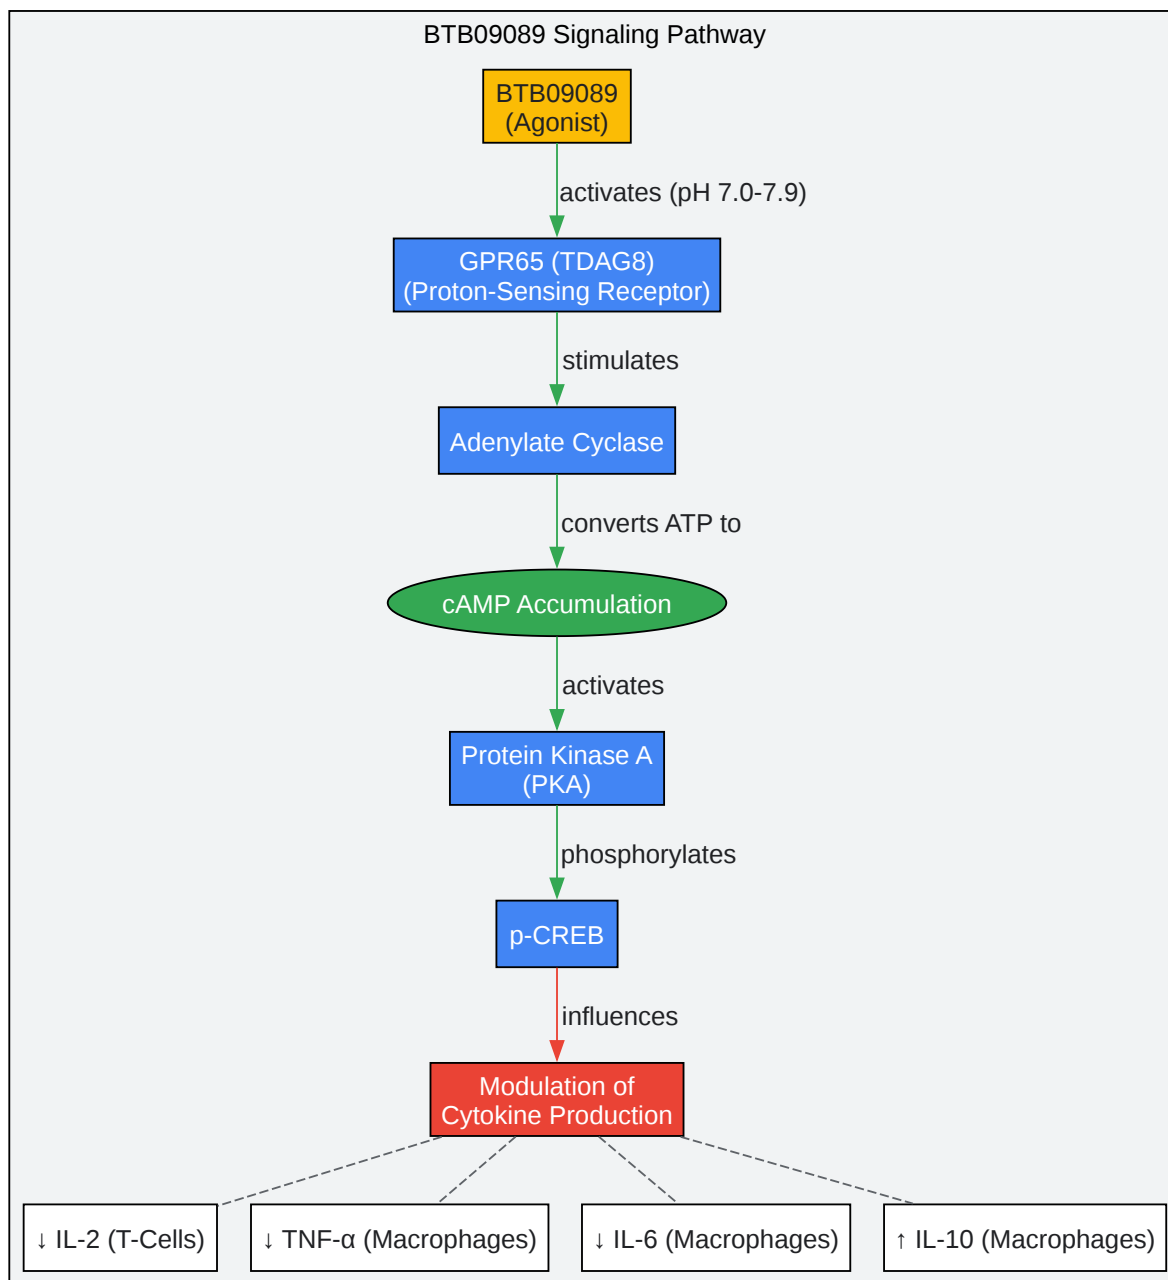 BTB09089 Signaling Pathway
BTB09089
(Agonist)
activates (pH 7.0-7.9)
GPR65 (TDAG8)
(Proton-Sensing Receptor)
stimulates
Adenylate Cyclase
converts ATP to
cAMP Accumulation
activates
Protein Kinase A
(PKA)
phosphorylates
p-CREB
influences
Modulation of
Cytokine Production
↓ IL-2 (T-Cells)
↓ TNF-α (Macrophages)
↓ IL-6 (Macrophages)
↑ IL-10 (Macrophages)